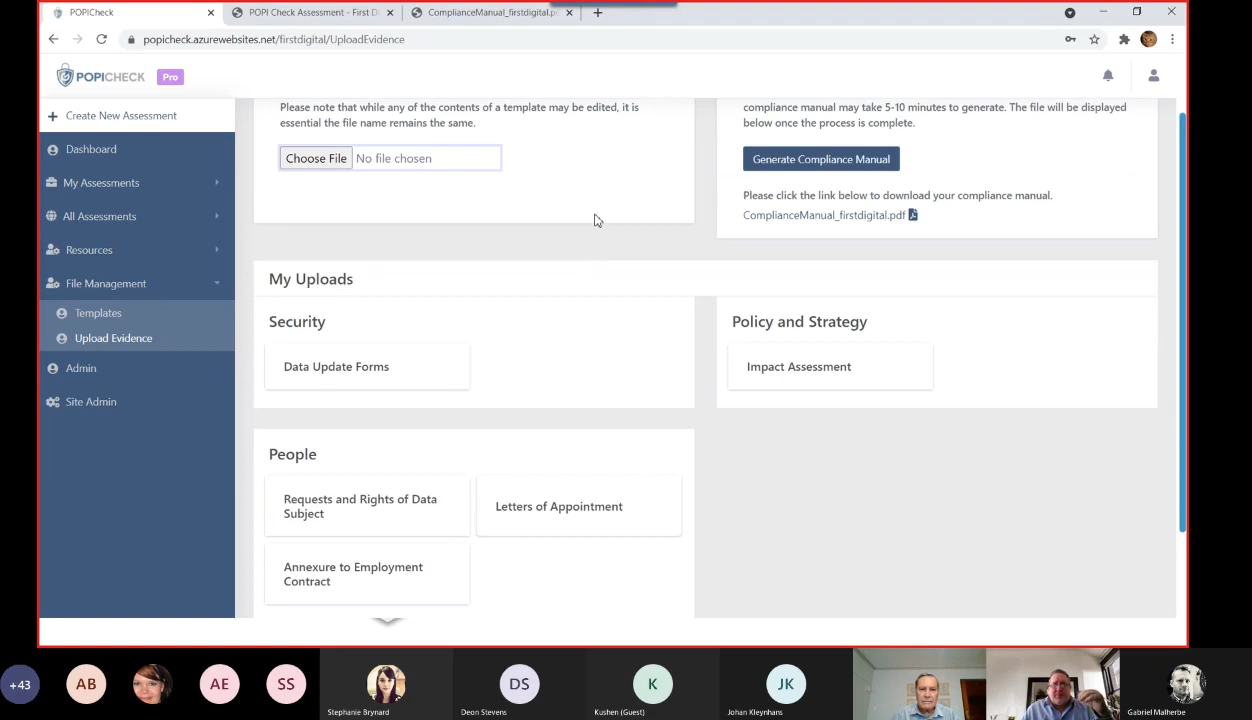 POPICheck
POPI Check Assessment - First D
ComplianceManual_firstdigital.p
popicheck.azurewebsites.net/firstdigital/UploadEvidence
POPICHECK
Pro
Create New Assessment
Dashboard
My Assessments
All Assessments
Resources
File Management
Templates
Upload Evidence
Admin
Site Admin
Please note that while any of the contents of a template may be edited, it is
essential the file name remains the same.
Choose File No file chosen
compliance manual may take 5-10 minutes to generate. The file will be displayed
below once the process is complete.
Generate Compliance Manual
Please click the link below to download your compliance manual.
ComplianceManual_firstdigital.pdf
My Uploads
Security
Data Update Forms
Policy and Strategy
Impact Assessment
People
Requests and Rights of Data
Subject
Letters of Appointment
Annexure to Employment
Contract
+43
AB
AE
SS
Stephanie Brynard
DS
Deon Stevens
K
Kushen (Guest)
JK
Johan Kleynhans
Gabriel Malherbe